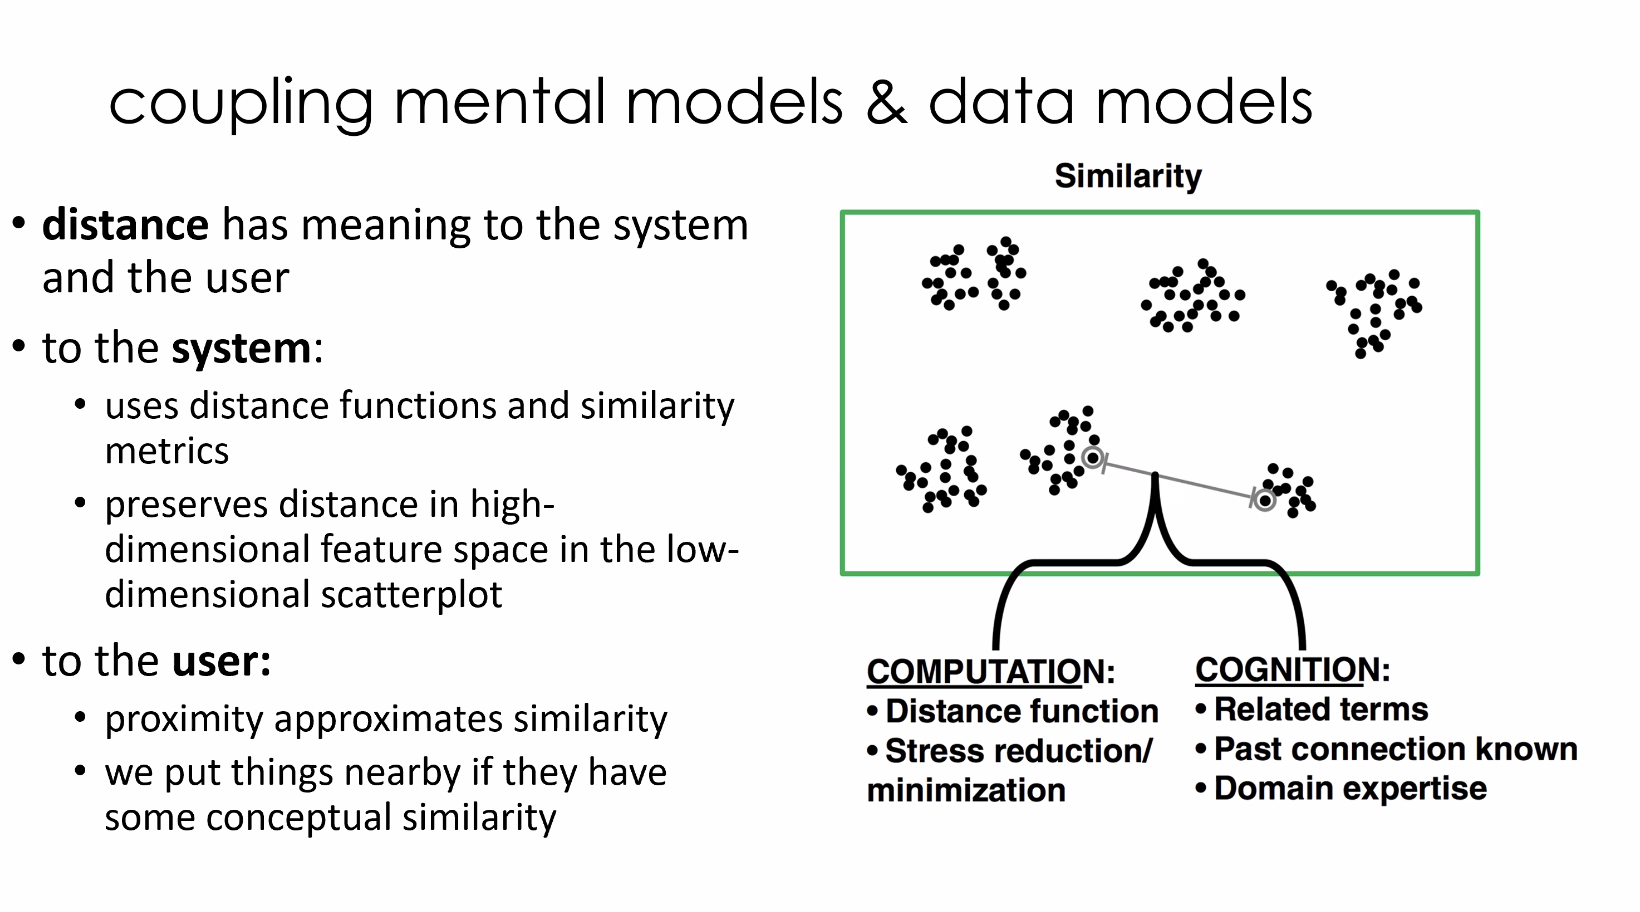 coupling mental models & data models
• distance has meaning to the system
and the user
• to the system:
• uses distance functions and similarity
metrics
• preserves distance in high-
dimensional feature space in the low-
dimensional scatterplot
• to the user:
• proximity approximates similarity
• we put things nearby if they have
some conceptual similarity
Similarity
COMPUTATION:
• Distance function
• Stress reduction/
minimization
COGNITION:
• Related terms
• Past connection known
• Domain expertise